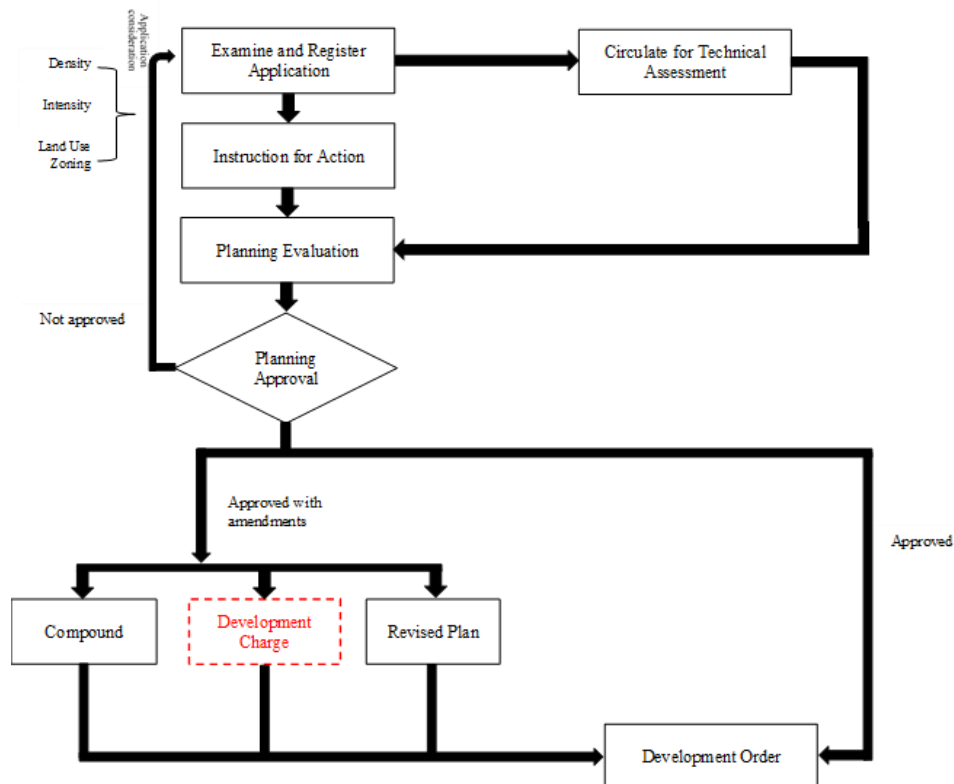 Application
consideration
Examine and Register
Application
Circulate for Technical
Assessment
Density
Intensity
Land Use
Zoning
Instruction for Action
Planning Evaluation
Not approved
Planning
Approval
Approved with
amendments
Approved
Compound
Development
Charge
Revised Plan
Development Order